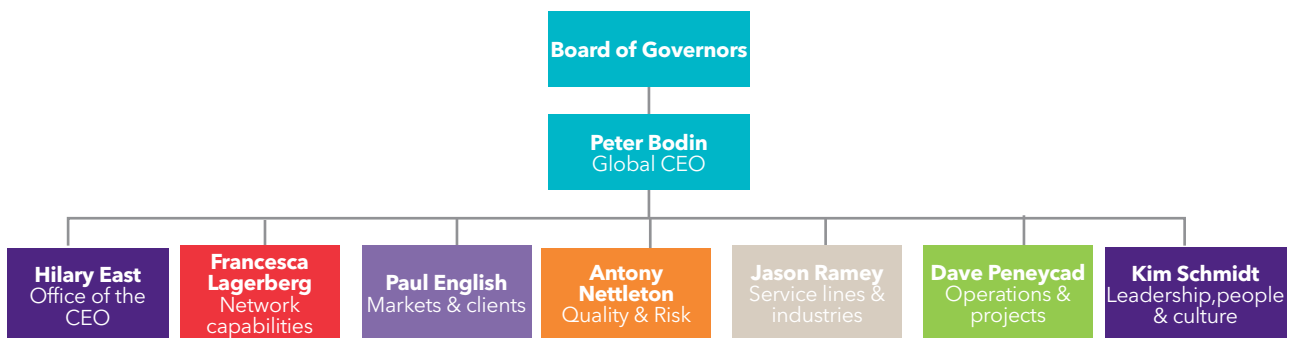 Board of Governors
Peter Bodin
Global CEO
Hilary East
Office of the
CEO
Francesca
Lagerberg
Network
capabilities
Paul English
Markets & clients
Antony
Nettleton
Quality & Risk
Jason Ramey
Service lines &
industries
Dave Peneycad
Operations &
projects
Kim Schmidt
Leadership,people
& culture